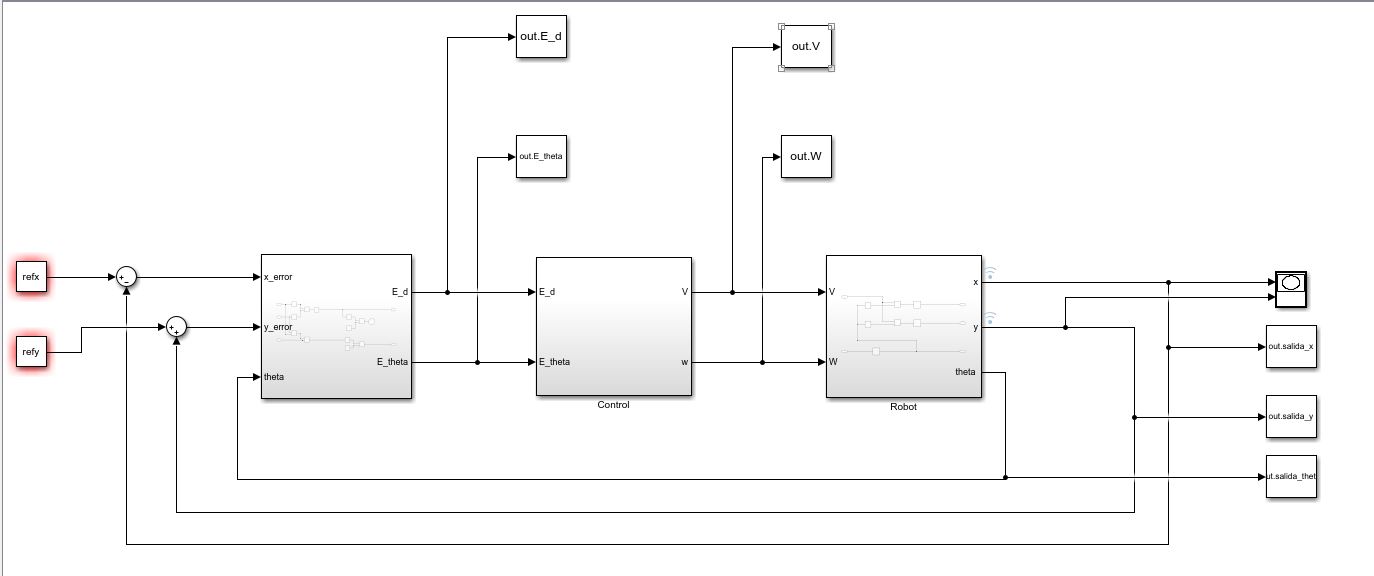 out.E_d
out.V
out.E_theta
out.W
refx
x_error
E_d
E_d
V
V
x
refy
y_error
y
out.salida_x
E_theta
E_theta
w
W
theta
theta
Control
Robot
out.salida_y
ut.salida_thet